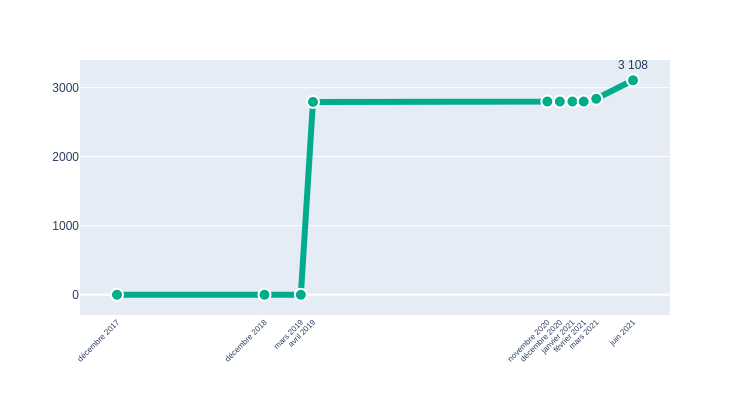 3 108
3000
2000
1000
0
décembre 2017
décembre 2018
mars 2019
avril 2019
novembre 2020
décembre 2020
janvier 2021
février 2021
mars 2021
juin 2021